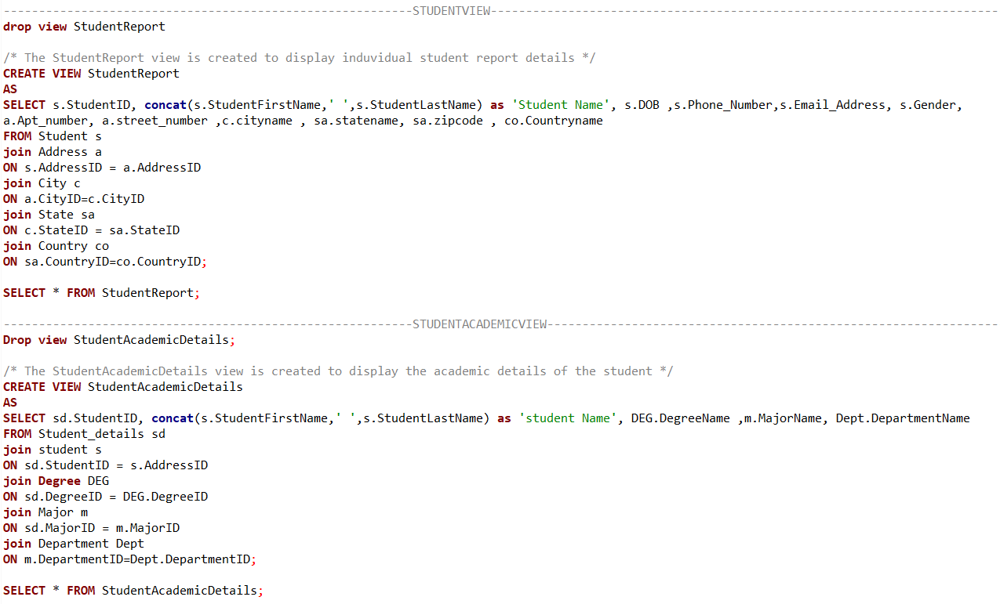 ----------------------------------------------------------STUDENTVIEW------------------------------------------------------------------------
drop view StudentReport
/* The StudentReport view is created to display induvidual student report details */
CREATE VIEW StudentReport
AS
SELECT s.StudentID, concat(s.StudentFirstName,' ',s.StudentLastName) as 'Student Name', s.DOB ,s.Phone_Number,s.Email_Address, s.Gender,
a.Apt_number, a.street_number ,c.cityname , sa.statename, sa.zipcode , co.Countryname
FROM Student s
join Address a
ON s.AddressID = a.AddressID
join City c
ON a.CityID=c.CityID
join State sa
ON c.StateID = sa.StateID
join Country co
ON sa.CountryID=co.CountryID;
SELECT * FROM StudentReport;
----------------------------------------------------------STUDENTACADEMICVIEW----------------------------------------------------------------
Drop view StudentAcademicDetails;
/* The StudentAcademicDetails view is created to display the academic details of the student */
CREATE VIEW StudentAcademicDetails
AS
SELECT sd.StudentID, concat(s.StudentFirstName,' ',s.StudentLastName) as 'student Name', DEG.DegreeName ,m.MajorName, Dept.DepartmentName
FROM Student_details sd
join student s
ON sd.StudentID = s.AddressID
join Degree DEG
ON sd.DegreeID = DEG.DegreeID
join Major m
ON sd.MajorID = m.MajorID
join Department Dept
ON m.DepartmentID=Dept.DepartmentID;
SELECT * FROM StudentAcademicDetails;